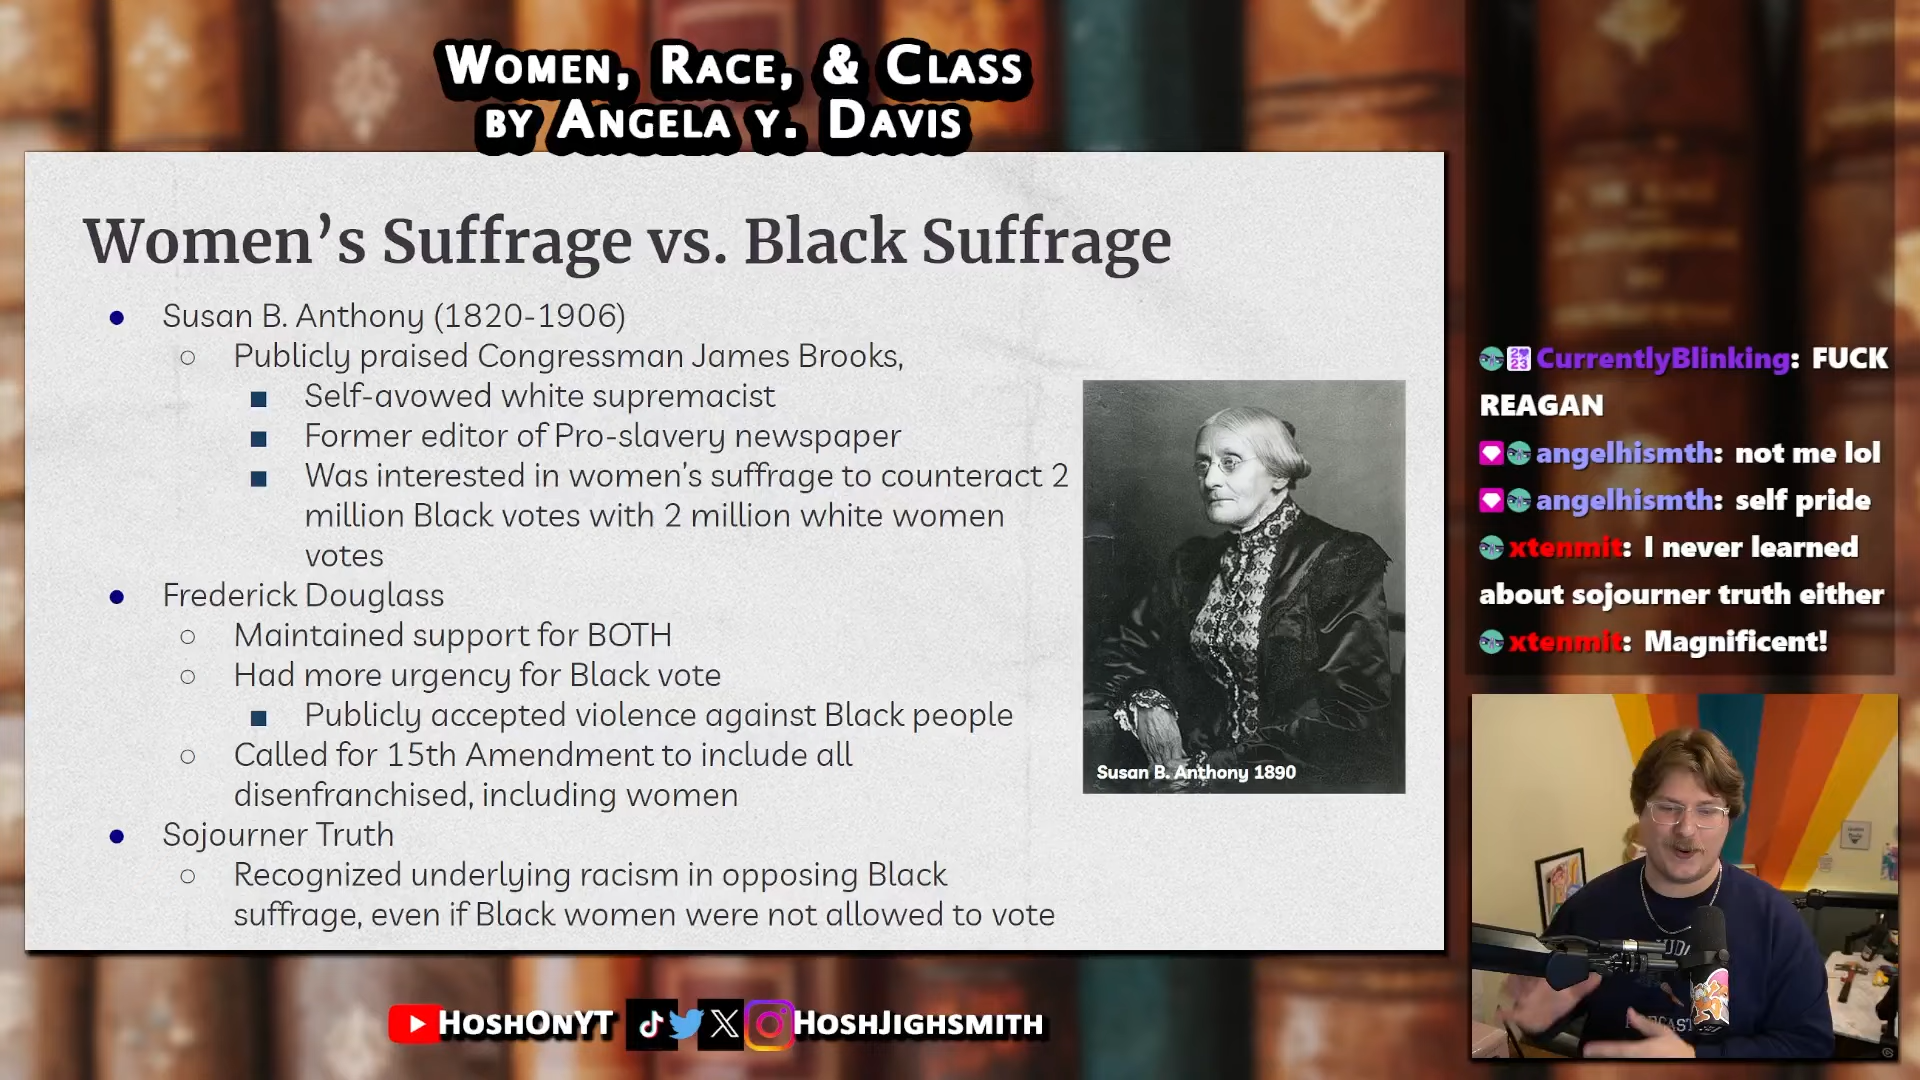 WOMEN, RACE, & CLASS
BY ANGELA Y. DAVIS
Women's Suffrage vs. Black Suffrage
Susan B. Anthony (1820-1906)
Publicly praised Congressman James Brooks,
Self-avowed white supremacist
Former editor of Pro-slavery newspaper
Was interested in women's suffrage to counteract 2
million Black votes with 2 million white women
votes
Frederick Douglass
Maintained support for BOTH
Had more urgency for Black vote
Publicly accepted violence against Black people
Called for 15th Amendment to include all
disenfranchised, including women
Sojourner Truth
Recognized underlying racism in opposing Black
suffrage, even if Black women were not allowed to vote
Susan B. Anthony 1890
CurrentlyBlinking: FUCK
REAGAN
angelhismth: not me lol
angelhismth: self pride
xtenmit: I never learned
about sojourner truth either
xtenmit: Magnificent!
HOSHONYT HOSHJIGHSMITH